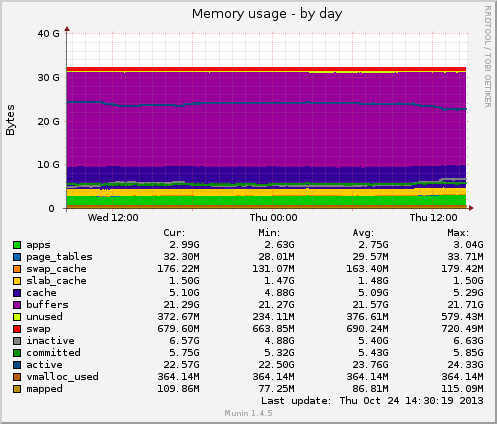 Memory usage - by day
RRDTOOL / TOBI OETIKER
Bytes
40 G
30 G
20 G
10 G
0
Wed 12:00 Thu 00:00 Thu 12:00
Cur: Min: Avg: Max:
apps 2.99G 2.63G 2.75G 3.04G
page_tables 32.30M 28.01M 29.57M 33.71M
swap_cache 176.22M 131.07M 163.40M 179.42M
slab_cache 1.50G 1.47G 1.48G 1.50G
cache 5.10G 4.88G 5.09G 5.29G
buffers 21.29G 21.27G 21.57G 21.71G
unused 372.67M 234.11M 376.61M 579.43M
swap 679.60M 663.85M 690.24M 720.49M
inactive 6.57G 4.88G 5.40G 6.63G
committed 5.75G 5.32G 5.43G 5.85G
active 22.57G 22.50G 23.76G 24.33G
vmalloc_used 364.14M 364.14M 364.14M 364.14M
mapped 109.86M 77.25M 86.81M 115.09M
Last update: Thu Oct 24 14:30:19 2013
Munin 1.4.5